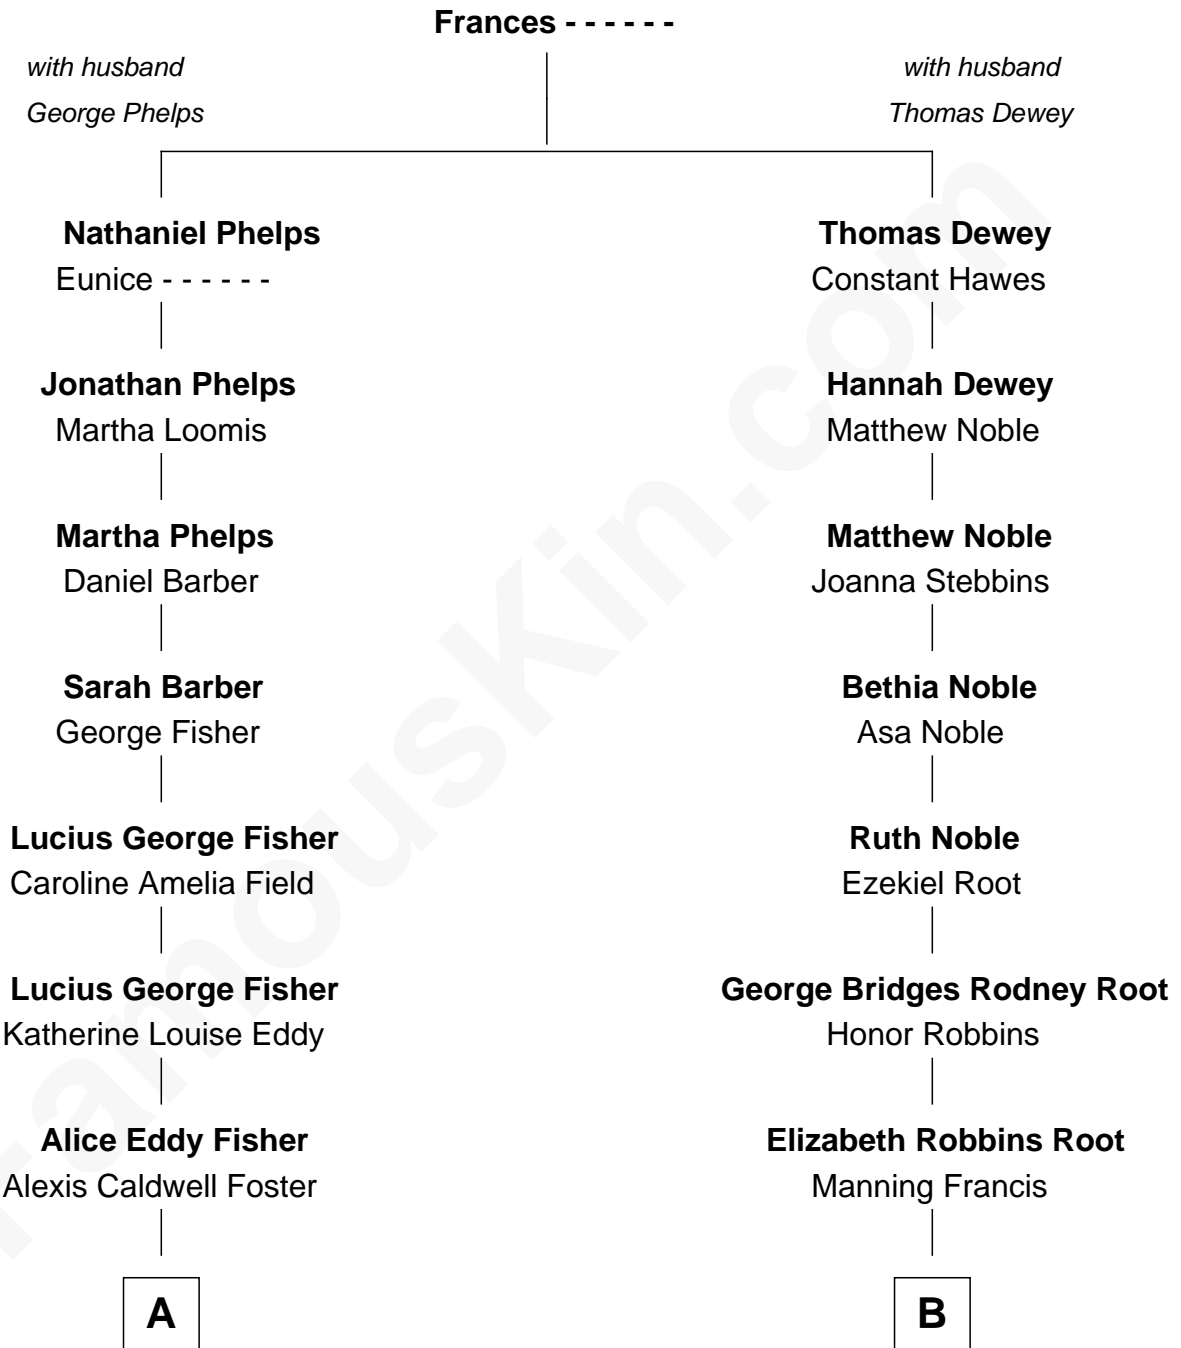 Frances - - - - - -
with husband
George Phelps
with husband
Thomas Dewey
Nathaniel Phelps
Eunice - - - - - -
Thomas Dewey
Constant Hawes
Jonathan Phelps
Martha Loomis
Hannah Dewey
Matthew Noble
Martha Phelps
Daniel Barber
Matthew Noble
Joanna Stebbins
Sarah Barber
George Fisher
Bethia Noble
Asa Noble
Lucius George Fisher
Caroline Amelia Field
Ruth Noble
Ezekiel Root
Lucius George Fisher
Katherine Louise Eddy
George Bridges Rodney Root
Honor Robbins
Alice Eddy Fisher
Alexis Caldwell Foster
Elizabeth Robbins Root
Manning Francis
A
B
FamousKin.com